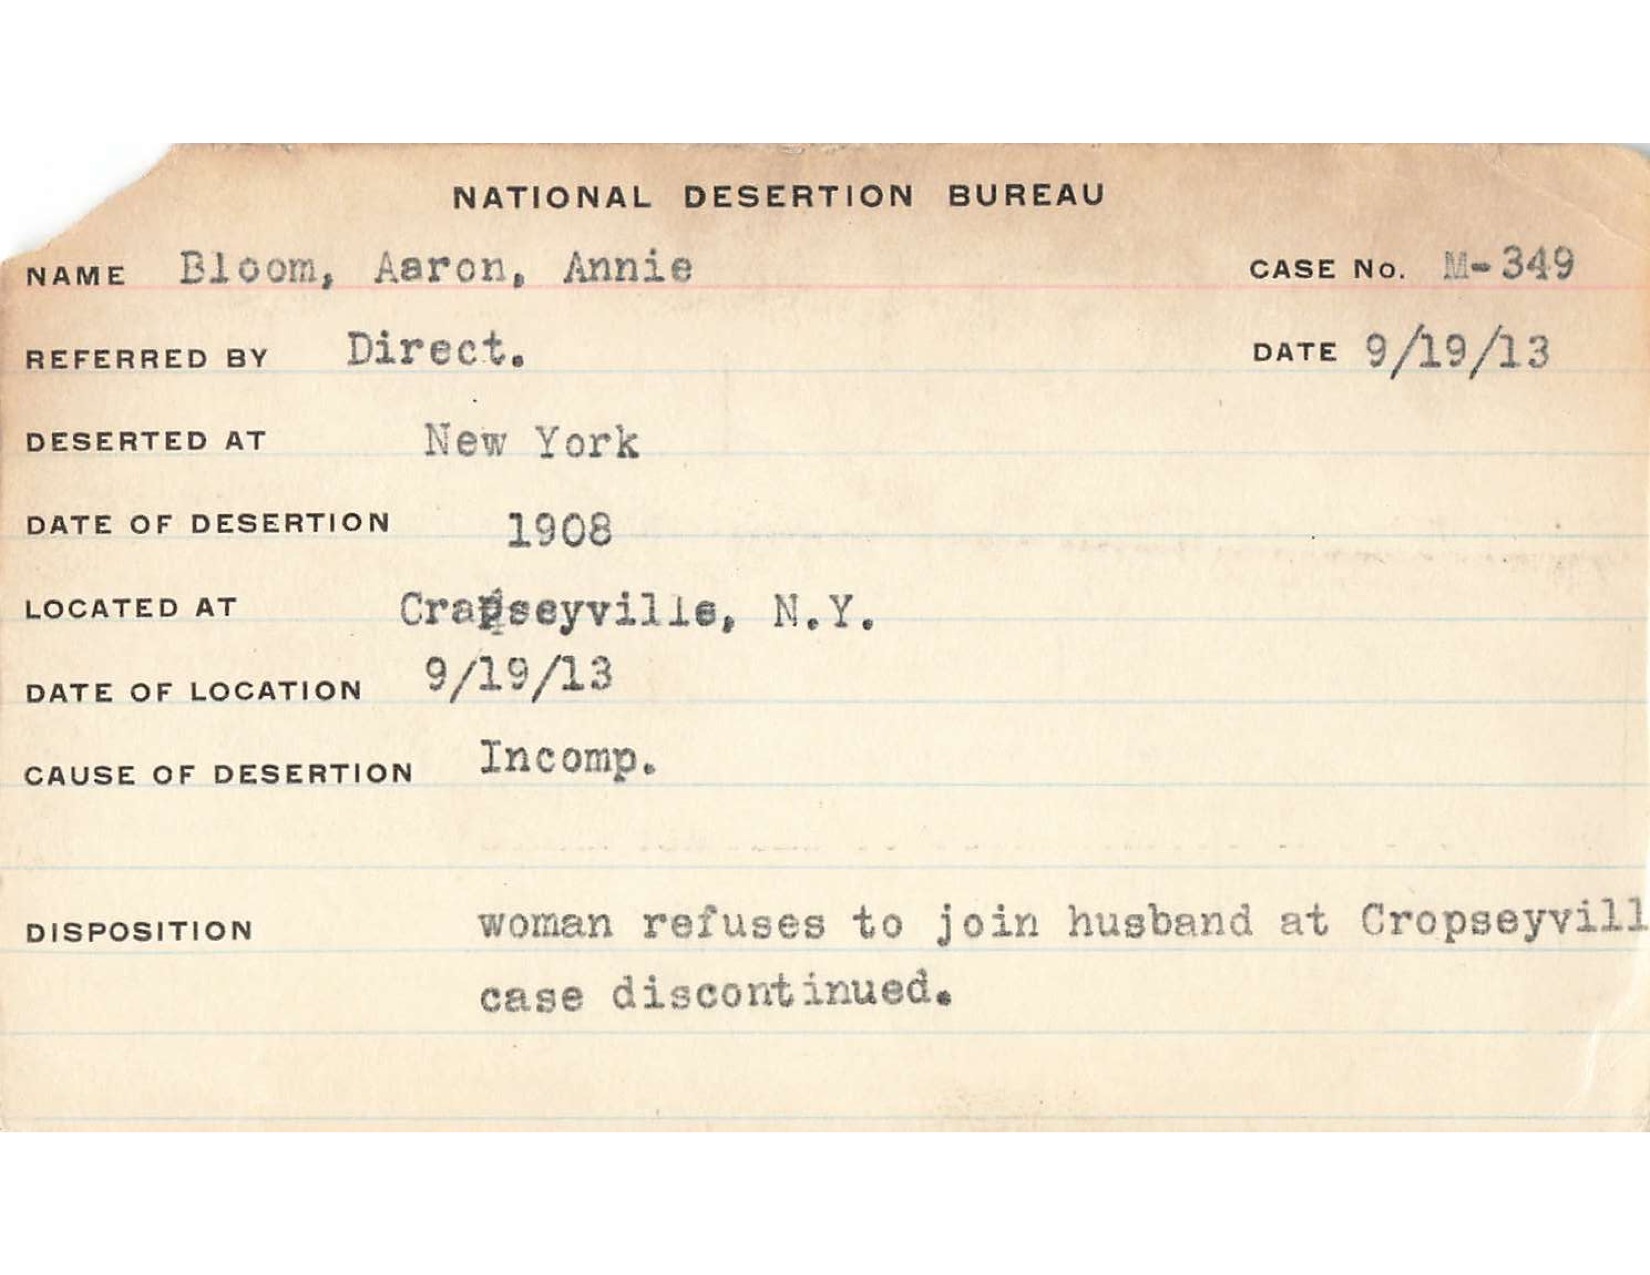 NATIONAL DESERTION BUREAU
NAME Bloom, Aaron, Annie CASE No. M-349
REFERRED BY Direct. DATE 9/19/13
DESERTED AT New York
DATE OF DESERTION 1908
LOCATED AT Crapseyville, N.Y.
DATE OF LOCATION 9/19/13
CAUSE OF DESERTION Incomp.
DISPOSITION woman refuses to join husband at Cropseyvill
case discontinued.